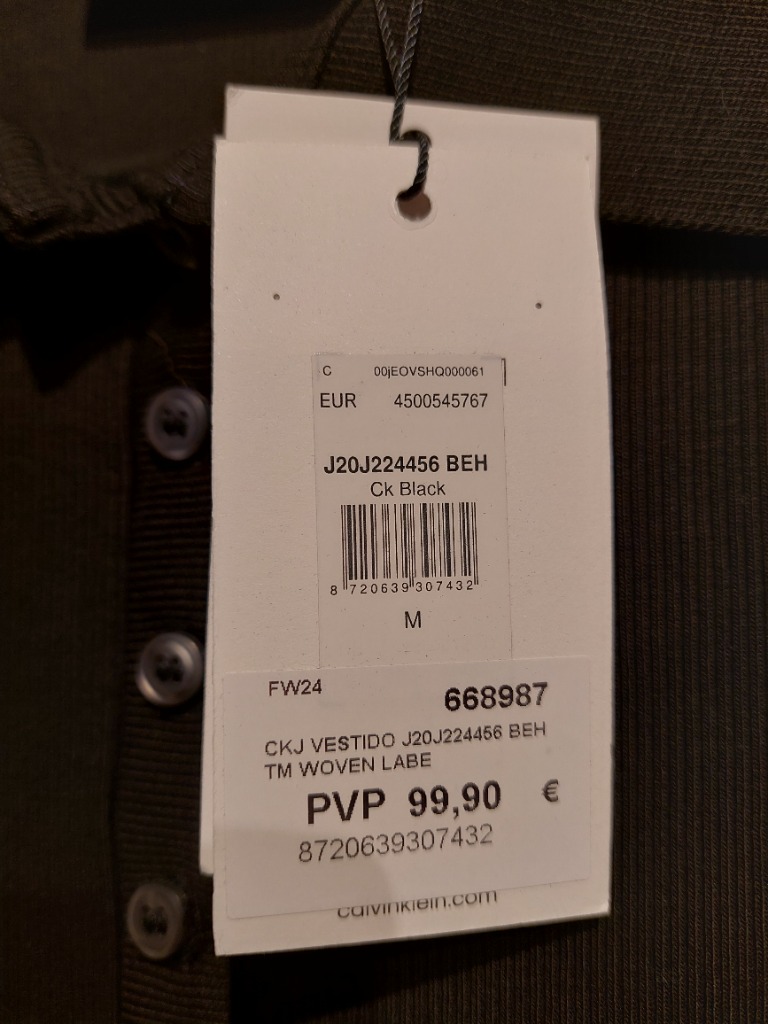 C 00jEOVSHQ000061
EUR 4500545767
J20J224456 BEH
Ck Black
8 720639 307432
M
FW24 668987
CKJ VESTIDO J20J224456 BEH
TM WOVEN LABE
PVP 99,90 €
8720639307432
calvinklein.com